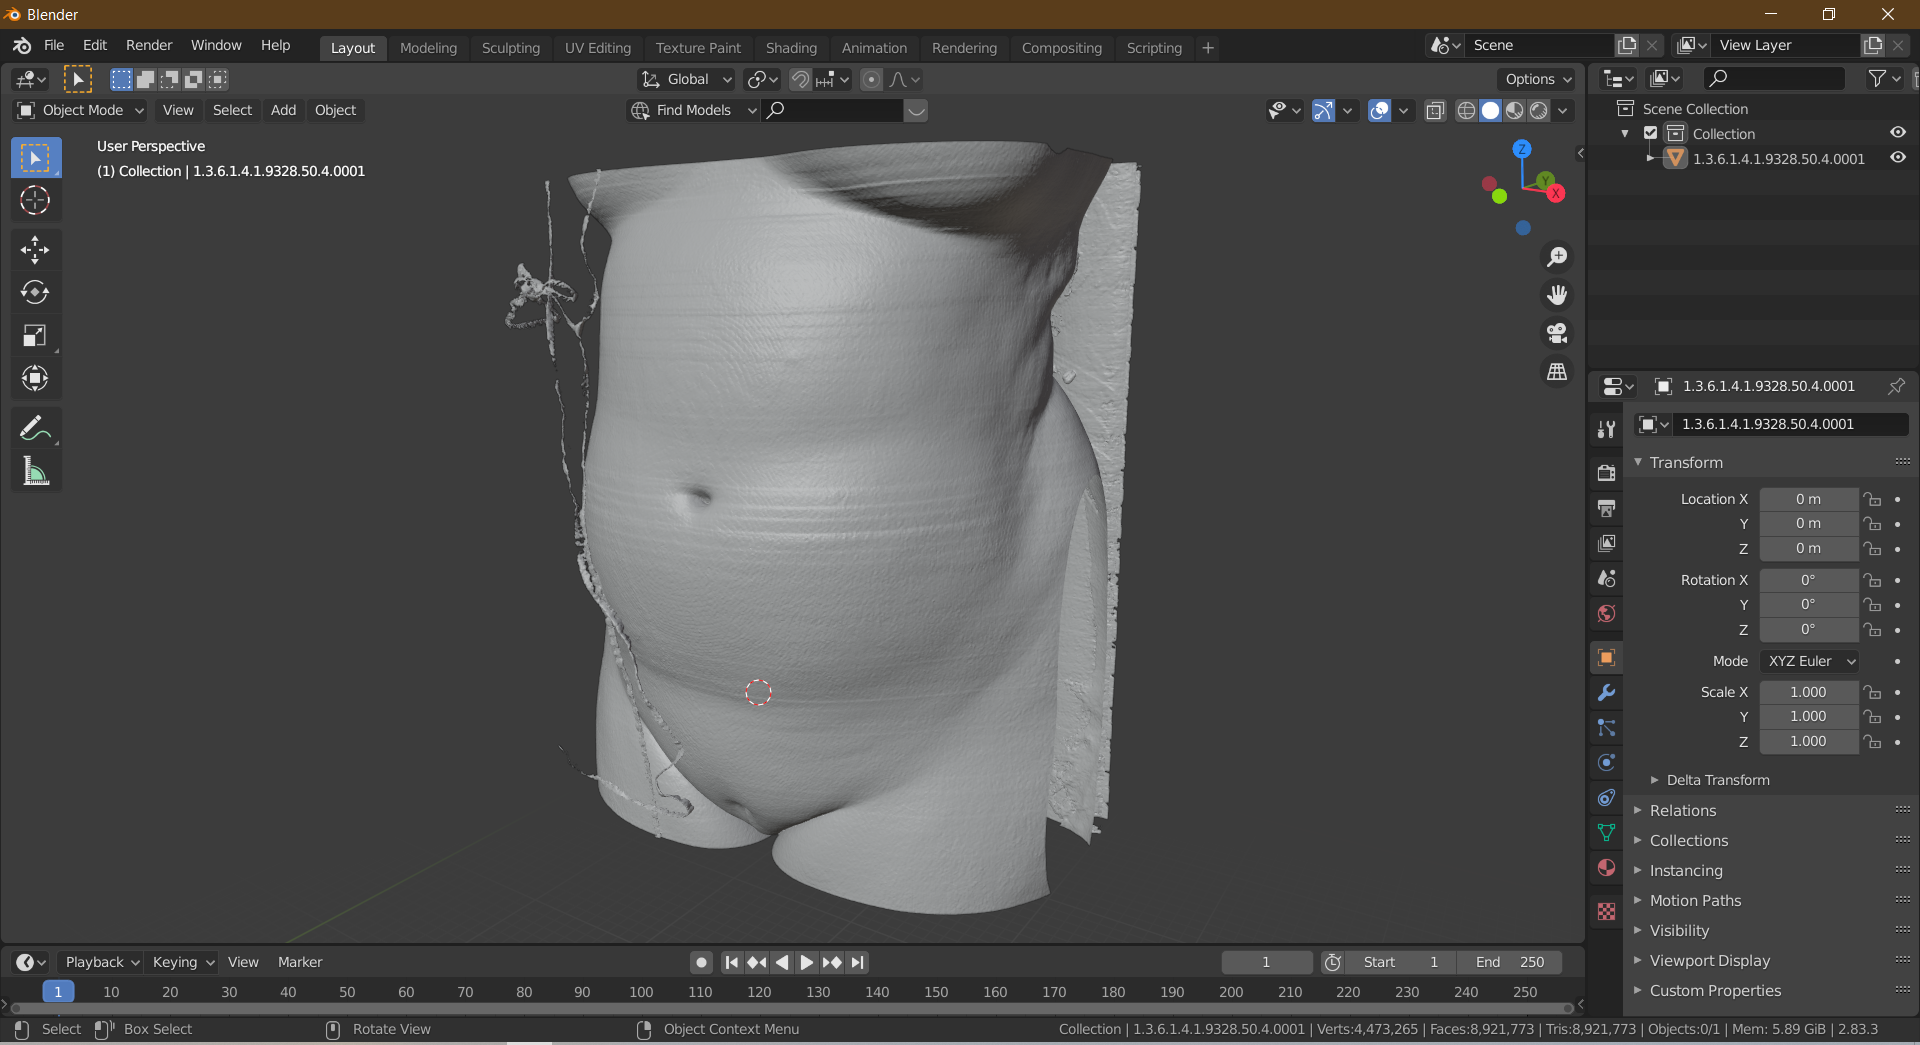 Blender
File Edit Render Window Help Layout Modeling Sculpting UV Editing Texture Paint Shading Animation Rendering Compositing Scripting + Scene View Layer
Global Options
Object Mode View Select Add Object Find Models
User Perspective
(1) Collection | 1.3.6.1.4.1.9328.50.4.0001
Z
Y
X
Scene Collection
Collection
1.3.6.1.4.1.9328.50.4.0001
1.3.6.1.4.1.9328.50.4.0001
1.3.6.1.4.1.9328.50.4.0001
Transform
Location X 0 m
Y 0 m
Z 0 m
Rotation X 0°
Y 0°
Z 0°
Mode XYZ Euler
Scale X 1.000
Y 1.000
Z 1.000
Delta Transform
Relations
Collections
Instancing
Motion Paths
Visibility
Viewport Display
Custom Properties
Playback Keying View Marker 1 Start 1 End 250
1 10 20 30 40 50 60 70 80 90 100 110 120 130 140 150 160 170 180 190 200 210 220 230 240 250
Select Box Select Rotate View Object Context Menu Collection | 1.3.6.1.4.1.9328.50.4.0001 | Verts:4,473,265 | Faces:8,921,773 | Tris:8,921,773 | Objects:0/1 | Mem: 5.89 GiB | 2.83.3